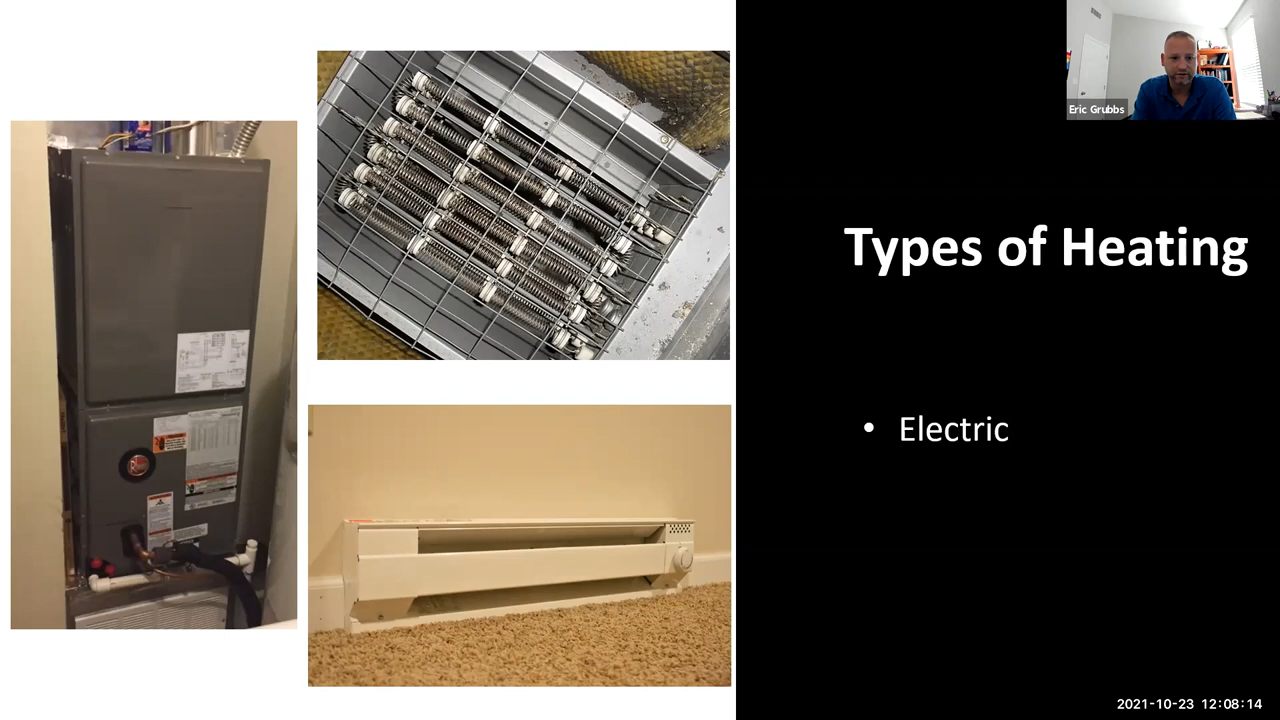 Eric Grubbs
Types of Heating
• Electric
2021-10-23 12:08:14